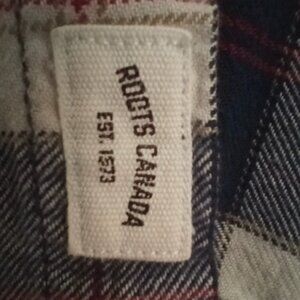 ROOTS CANADA
EST. 1973